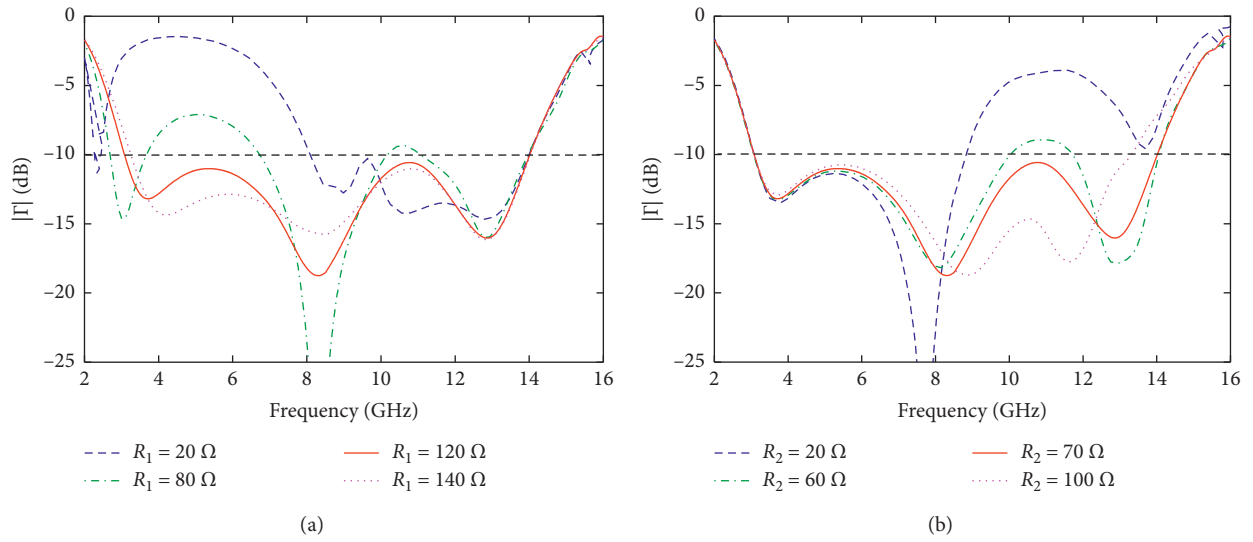 0
−5
−10
−15
−20
−25
|Γ| (dB)
2 4 6 8 10 12 14 16
Frequency (GHz)
R1 = 20 Ω
R1 = 80 Ω
R1 = 120 Ω
R1 = 140 Ω
(a)
0
−5
−10
−15
−20
−25
|Γ| (dB)
2 4 6 8 10 12 14 16
Frequency (GHz)
R2 = 20 Ω
R2 = 60 Ω
R2 = 70 Ω
R2 = 100 Ω
(b)